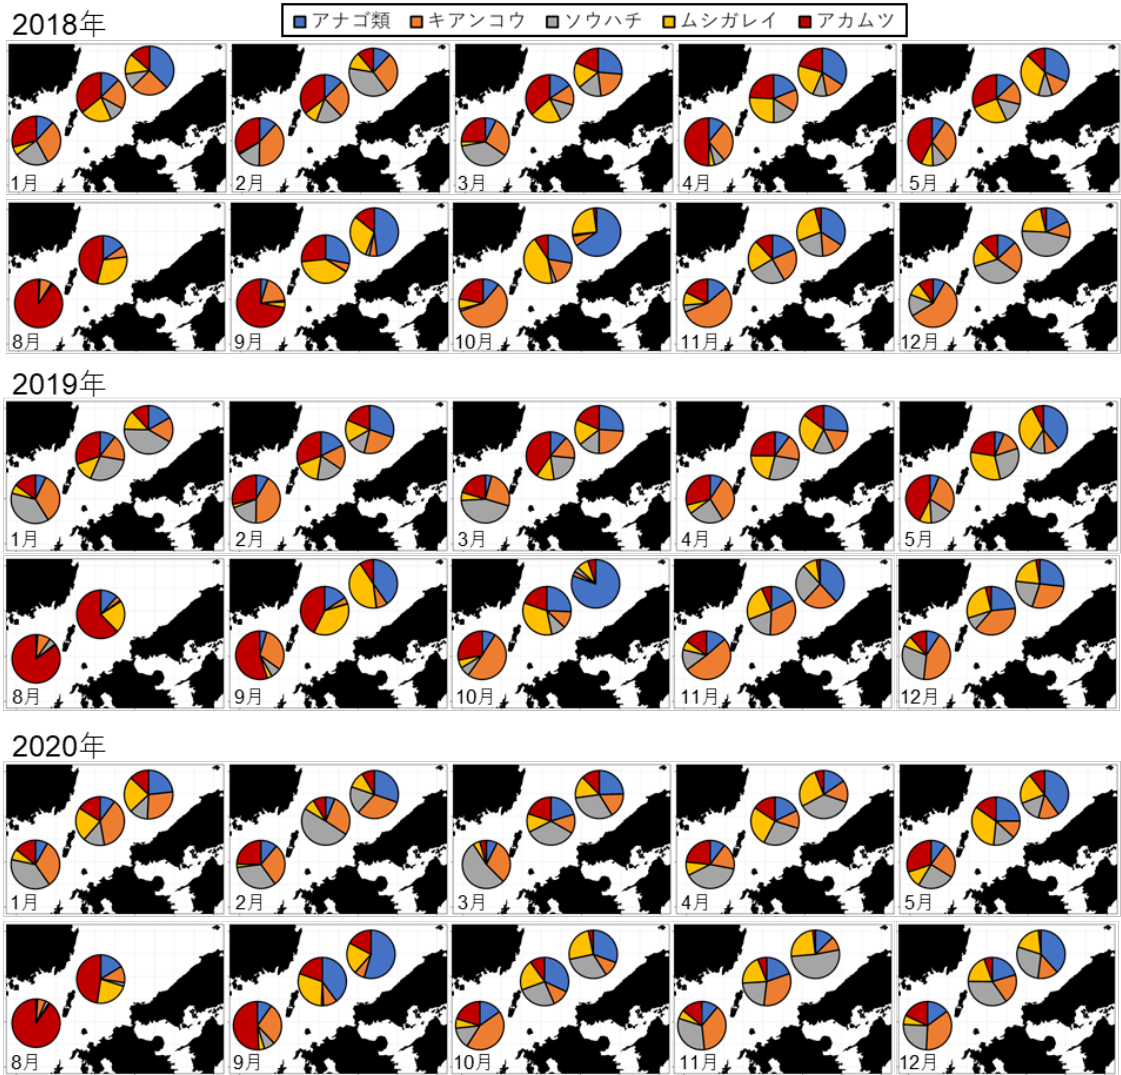 2018年
アナゴ類 キアンコウ ソウハチ ムシガレイ アカムツ
1月 2月 3月 4月 5月
8月 9月 10月 11月 12月
2019年
1月 2月 3月 4月 5月
8月 9月 10月 11月 12月
2020年
1月 2月 3月 4月 5月
8月 9月 10月 11月 12月